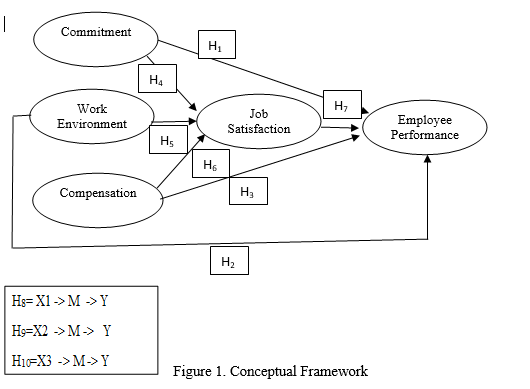 Commitment
H₁
H₄
Work
Environment
Job
Satisfaction
H₇
Employee
Performance
H₅
H₆
Compensation
H₃
H₂
H₈= X1 -> M -> Y
H₉=X2 -> M -> Y
H₁₀=X3 -> M-> Y
Figure 1. Conceptual Framework